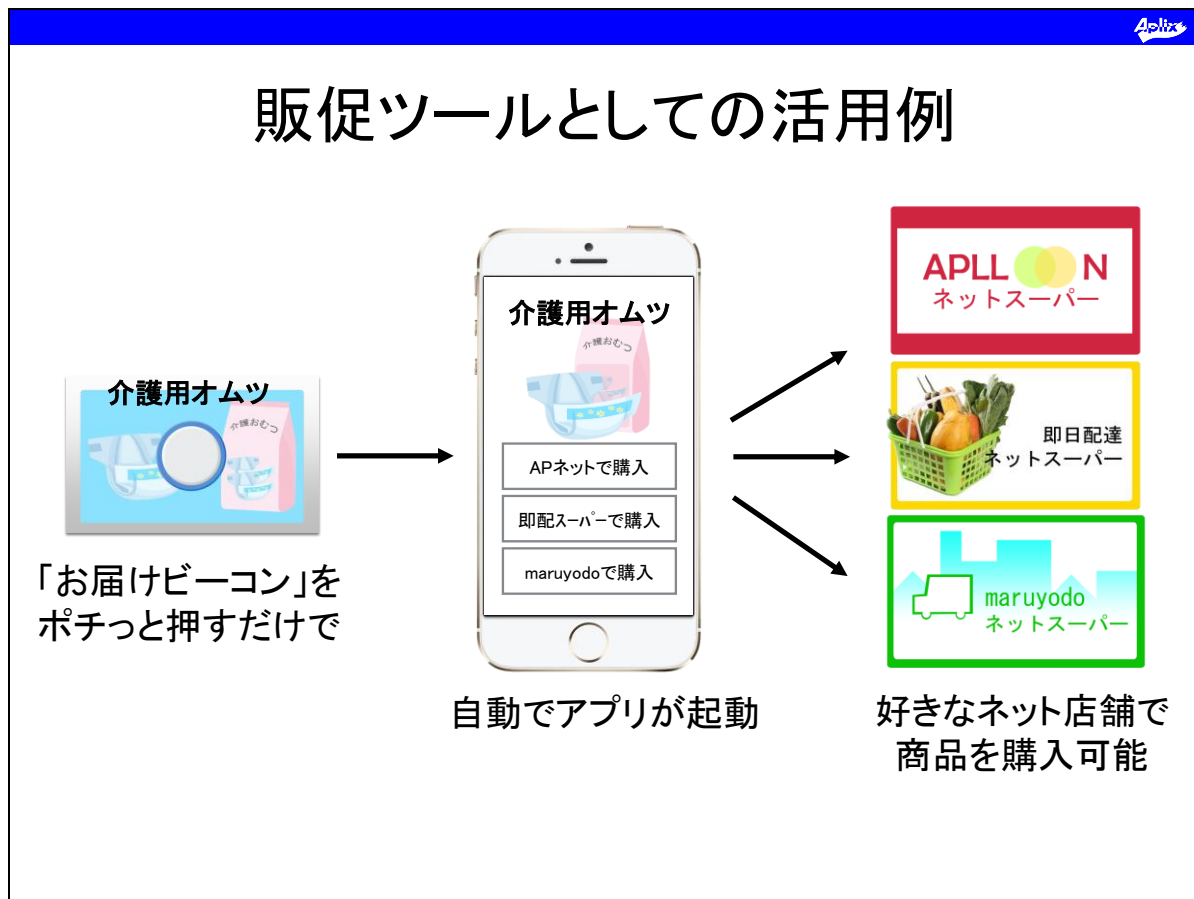 Aplix
販促ツールとしての活用例
介護用オムツ
介護おむつ
「お届けビーコン」を
ポチっと押すだけで
介護用オムツ
介護おむつ
APネットで購入
即配スーパーで購入
maruyodoで購入
自動でアプリが起動
APLL N
ネットスーパー
即日配達
ネットスーパー
maruyodo
ネットスーパー
好きなネット店舗で
商品を購入可能